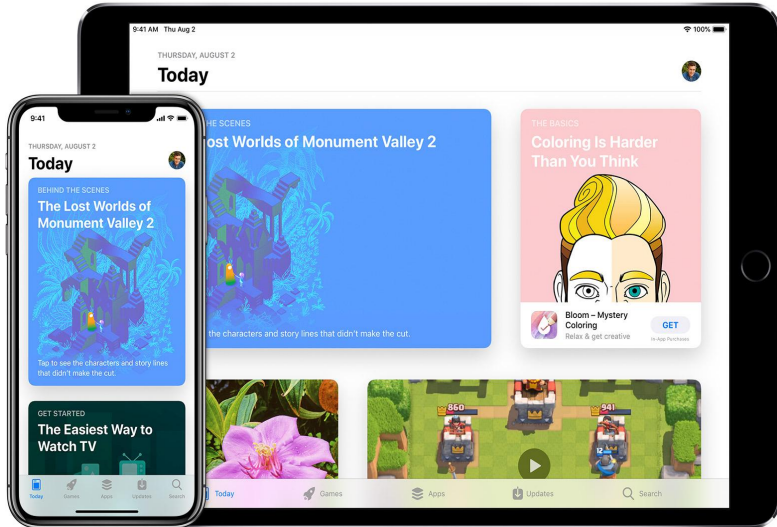 9:41
THURSDAY, AUGUST 2
Today
BEHIND THE SCENES
The Lost Worlds of
Monument Valley 2
Tap to see the characters and story lines
that didn't make the cut.
GET STARTED
The Easiest Way to
Watch TV
Today
Games
Apps
Updates
Search
9:41 AM Thu Aug 2
100%
THURSDAY, AUGUST 2
Today
HE SCENES
ost Worlds of Monument Valley 2
the characters and story lines that didn't make the cut.
THE BASICS
Coloring Is Harder
Than You Think
Bloom – Mystery
Coloring
Relax & get creative
GET
In-App Purchases
860
941
12
Today
Games
Apps
Updates
Search